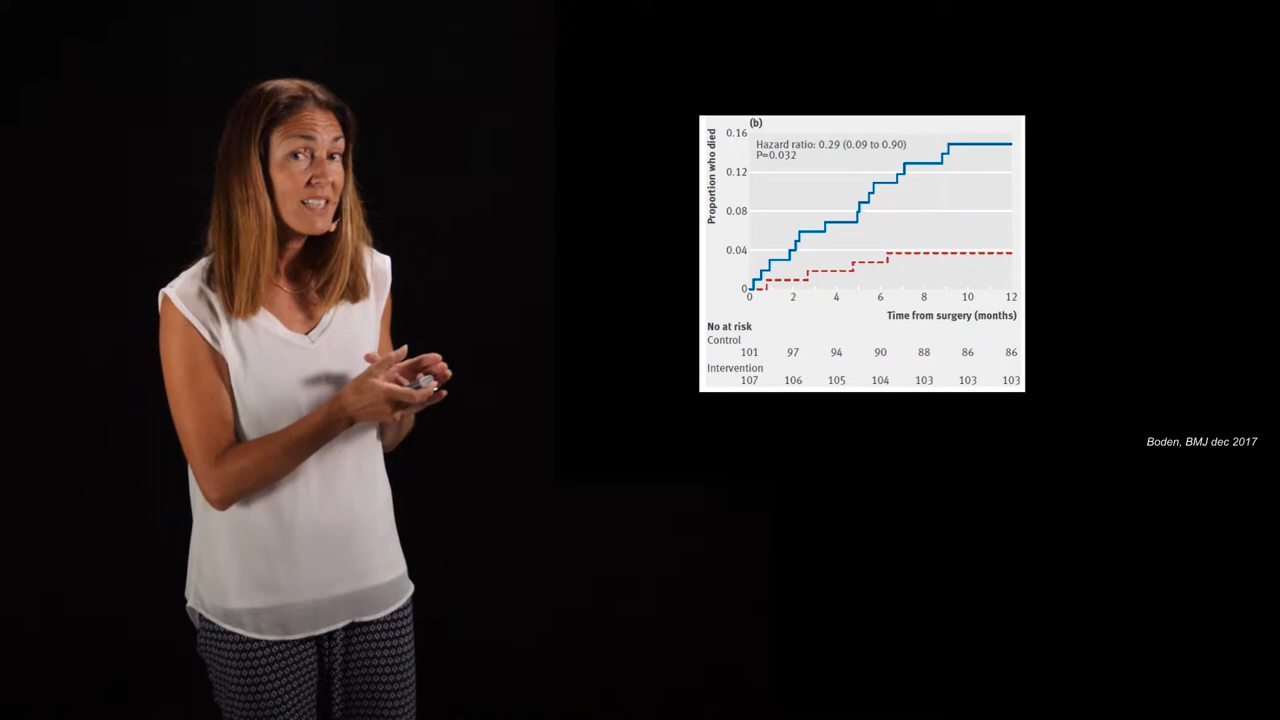 (b)
Proportion who died
0.16
0.12
0.08
0.04
0
Hazard ratio: 0.29 (0.09 to 0.90)
P=0.032
0 2 4 6 8 10 12
Time from surgery (months)
No at risk
Control
101 97 94 90 88 86 86
Intervention
107 106 105 104 103 103 103
Boden, BMJ dec 2017